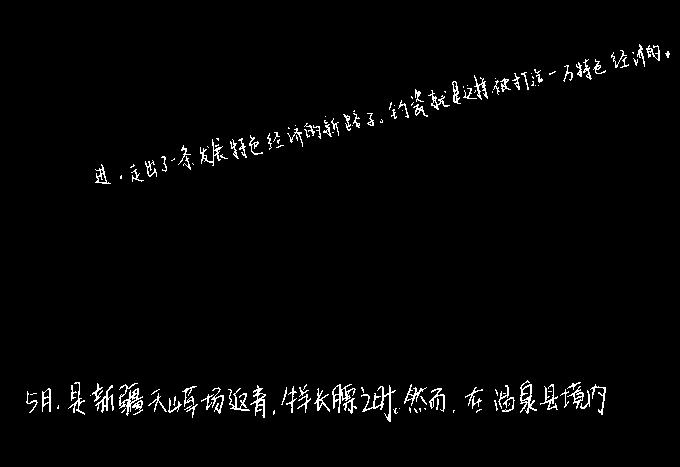 进,走出了一条发展特色经济的新路子。钓瓷就是这样被打造一万特色经济的。
5月,是新疆天山草场返青,牛羊长膘之时。然而,在温泉县境内